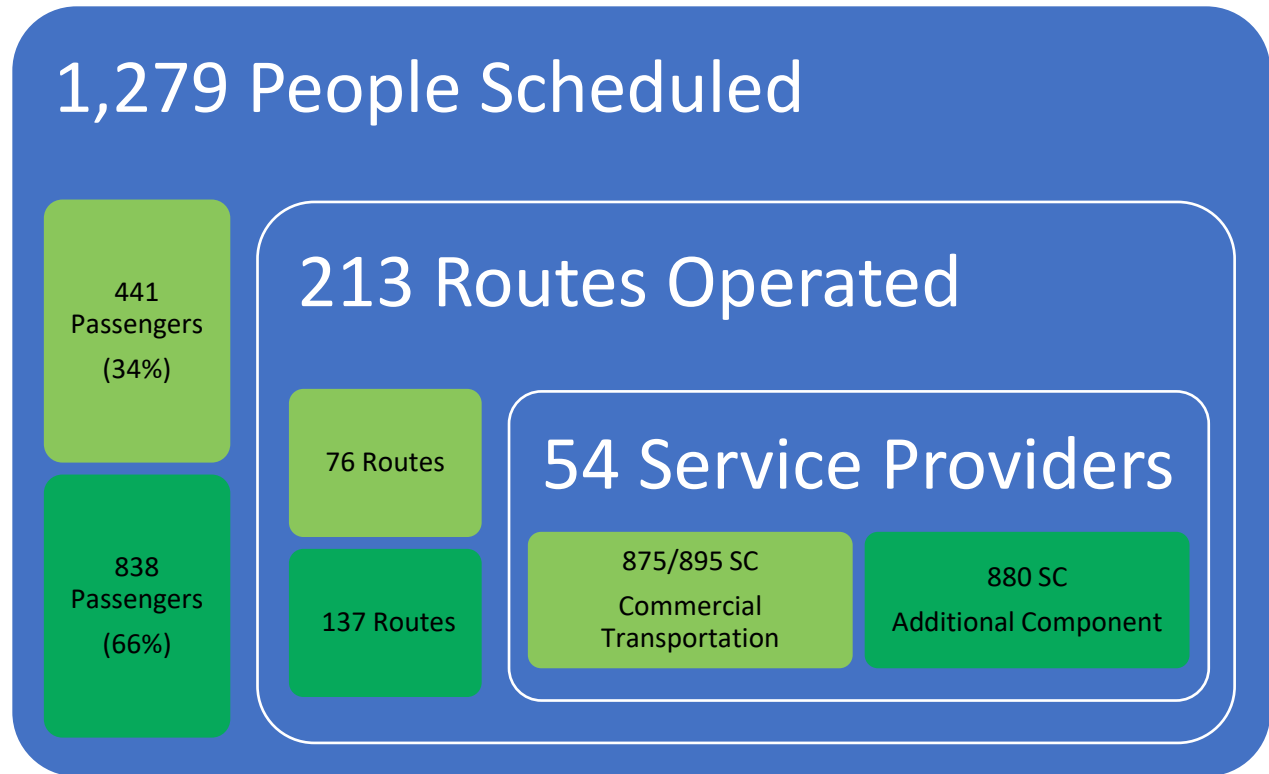 1,279 People Scheduled
441
Passengers
(34%)
838
Passengers
(66%)
213 Routes Operated
76 Routes
137 Routes
54 Service Providers
875/895 SC
Commercial
Transportation
880 SC
Additional Component